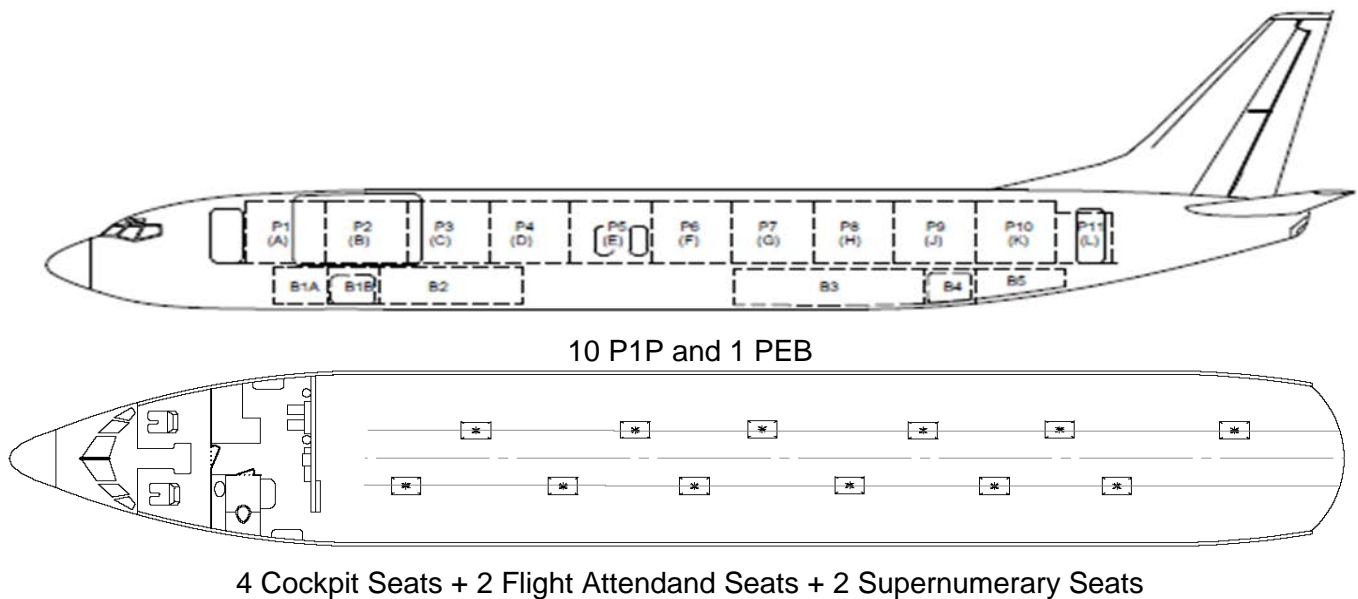 P1 P2 P3 P4 P5 P6 P7 P8 P9 P10 P11
(A) (B) (C) (D) (E) (F) (G) (H) (J) (K) (L)
B1A B1B B2 B3 B4 B5
10 P1P and 1 PEB
4 Cockpit Seats + 2 Flight Attendand Seats + 2 Supernumerary Seats